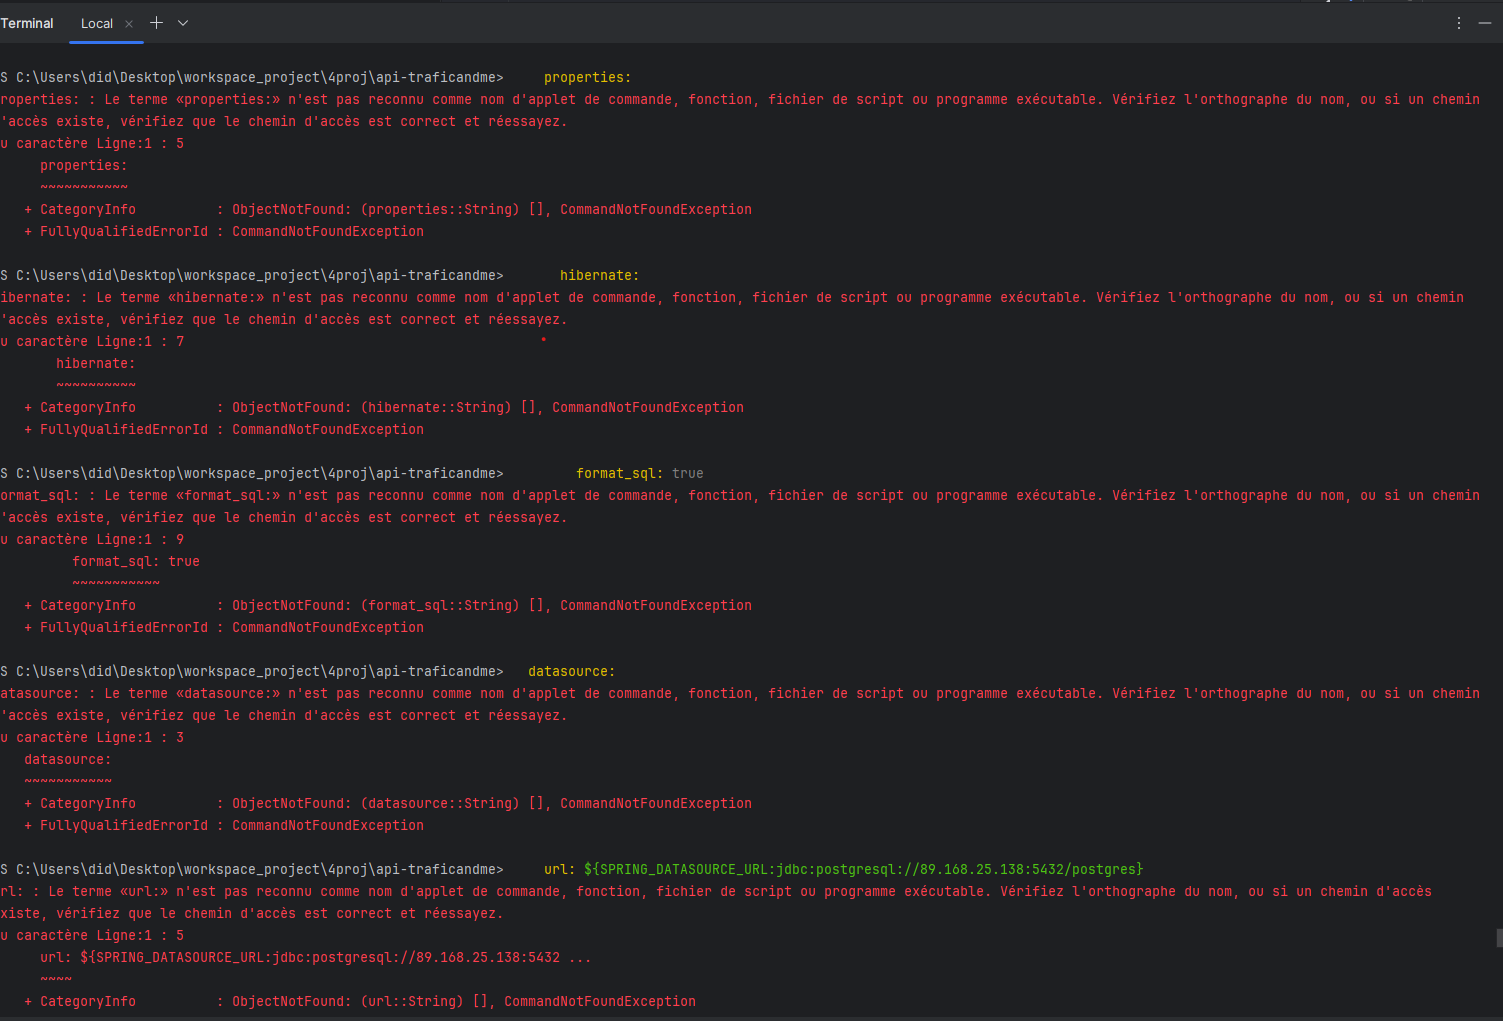 Terminal Local
S C:\Users\did\Desktop\workspace_project\4proj\api-traficandme>     properties:
roperties: : Le terme «properties:» n'est pas reconnu comme nom d'applet de commande, fonction, fichier de script ou programme exécutable. Vérifiez l'orthographe du nom, ou si un chemin
'accès existe, vérifiez que le chemin d'accès est correct et réessayez.
u caractère Ligne:1 : 5
     properties:
     ~~~~~~~~~~~
   + CategoryInfo          : ObjectNotFound: (properties::String) [], CommandNotFoundException
   + FullyQualifiedErrorId : CommandNotFoundException
S C:\Users\did\Desktop\workspace_project\4proj\api-traficandme>       hibernate:
ibernate: : Le terme «hibernate:» n'est pas reconnu comme nom d'applet de commande, fonction, fichier de script ou programme exécutable. Vérifiez l'orthographe du nom, ou si un chemin
'accès existe, vérifiez que le chemin d'accès est correct et réessayez.
u caractère Ligne:1 : 7
       hibernate:
       ~~~~~~~~~~
   + CategoryInfo          : ObjectNotFound: (hibernate::String) [], CommandNotFoundException
   + FullyQualifiedErrorId : CommandNotFoundException
S C:\Users\did\Desktop\workspace_project\4proj\api-traficandme>         format_sql: true
ormat_sql: : Le terme «format_sql:» n'est pas reconnu comme nom d'applet de commande, fonction, fichier de script ou programme exécutable. Vérifiez l'orthographe du nom, ou si un chemin
'accès existe, vérifiez que le chemin d'accès est correct et réessayez.
u caractère Ligne:1 : 9
         format_sql: true
         ~~~~~~~~~~~
   + CategoryInfo          : ObjectNotFound: (format_sql::String) [], CommandNotFoundException
   + FullyQualifiedErrorId : CommandNotFoundException
S C:\Users\did\Desktop\workspace_project\4proj\api-traficandme>   datasource:
atasource: : Le terme «datasource:» n'est pas reconnu comme nom d'applet de commande, fonction, fichier de script ou programme exécutable. Vérifiez l'orthographe du nom, ou si un chemin
'accès existe, vérifiez que le chemin d'accès est correct et réessayez.
u caractère Ligne:1 : 3
   datasource:
   ~~~~~~~~~~~
   + CategoryInfo          : ObjectNotFound: (datasource::String) [], CommandNotFoundException
   + FullyQualifiedErrorId : CommandNotFoundException
S C:\Users\did\Desktop\workspace_project\4proj\api-traficandme>     url: ${SPRING_DATASOURCE_URL:jdbc:postgresql://89.168.25.138:5432/postgres}
rl: : Le terme «url:» n'est pas reconnu comme nom d'applet de commande, fonction, fichier de script ou programme exécutable. Vérifiez l'orthographe du nom, ou si un chemin d'accès
xiste, vérifiez que le chemin d'accès est correct et réessayez.
u caractère Ligne:1 : 5
     url: ${SPRING_DATASOURCE_URL:jdbc:postgresql://89.168.25.138:5432 ...
     ~~~~
   + CategoryInfo          : ObjectNotFound: (url::String) [], CommandNotFoundException